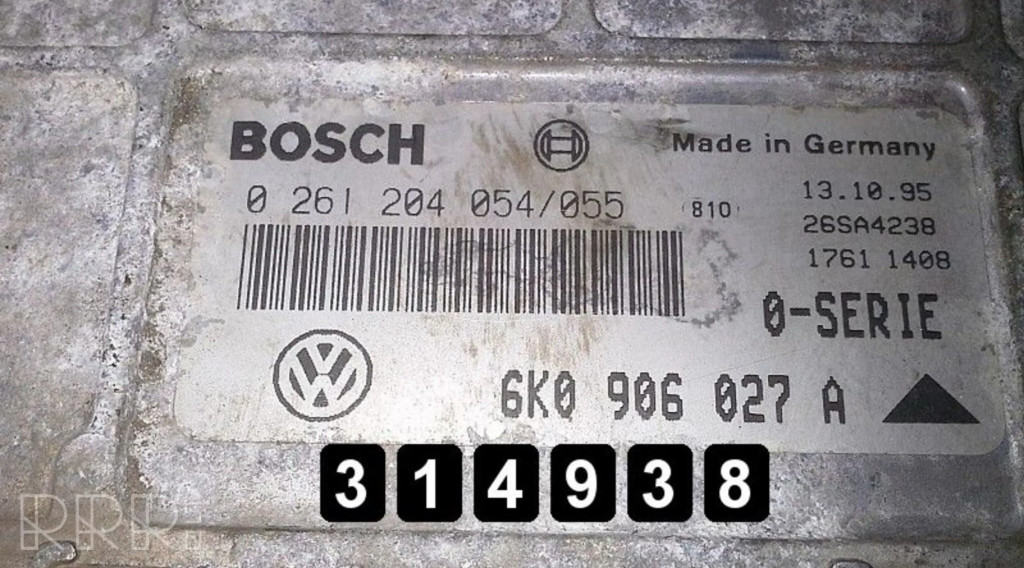 BOSCH
Made in Germany
0 261 204 054/055
(810)
13.10.95
26SA4238
1761 1408
0-SERIE
6K0 906 027 A
314938
RRR